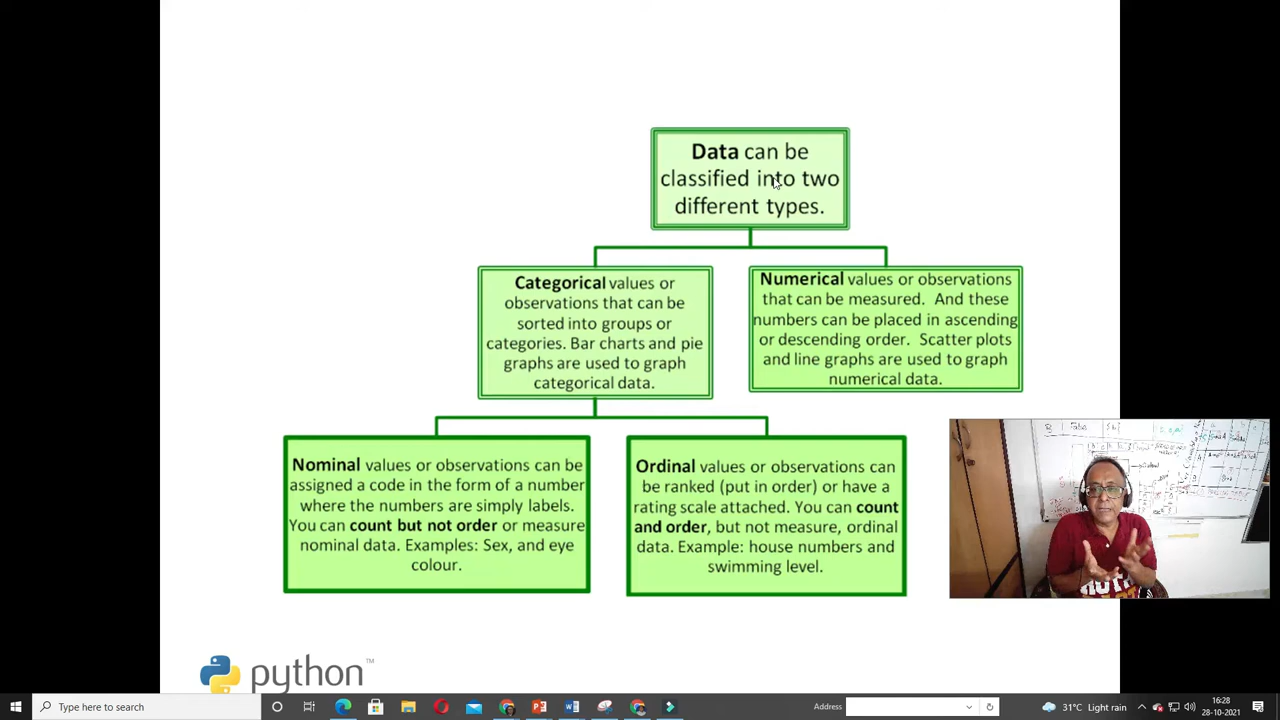 Data can be
classified into two
different types.
Categorical values or
observations that can be
sorted into groups or
categories. Bar charts and pie
graphs are used to graph
categorical data.
Numerical values or observations
that can be measured. And these
numbers can be placed in ascending
or descending order. Scatter plots
and line graphs are used to graph
numerical data.
Nominal values or observations can be
assigned a code in the form of a number
where the numbers are simply labels.
You can count but not order or measure
nominal data. Examples: Sex, and eye
colour.
Ordinal values or observations can
be ranked (put in order) or have a
rating scale attached. You can count
and order, but not measure, ordinal
data. Example: house numbers and
swimming level.
python™
Type here to search
Address
31°C Light rain
16:28
28-10-2021